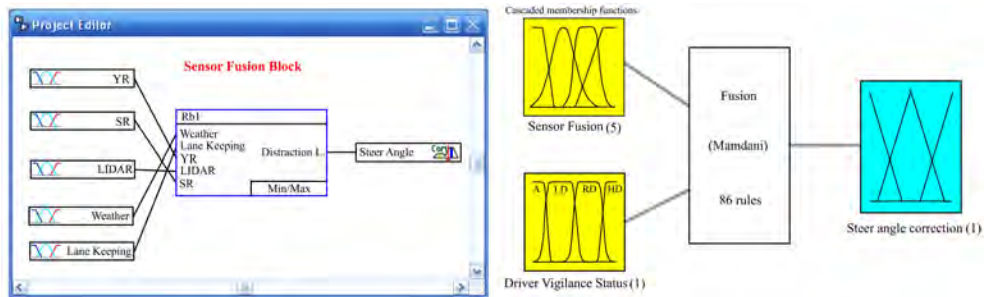 Project Editor
Sensor Fusion Block
YR
SR
LIDAR
Weather
Lane Keeping
Rb1
Weather
Lane Keeping
YR
LIDAR
SR
Distraction L.
Min/Max
Steer Angle
Cascaded membership functions
Sensor Fusion (5)
A LD RD HD
Driver Vigilance Status (1)
Fusion
(Mamdani)
86 rules
Steer angle correction (1)